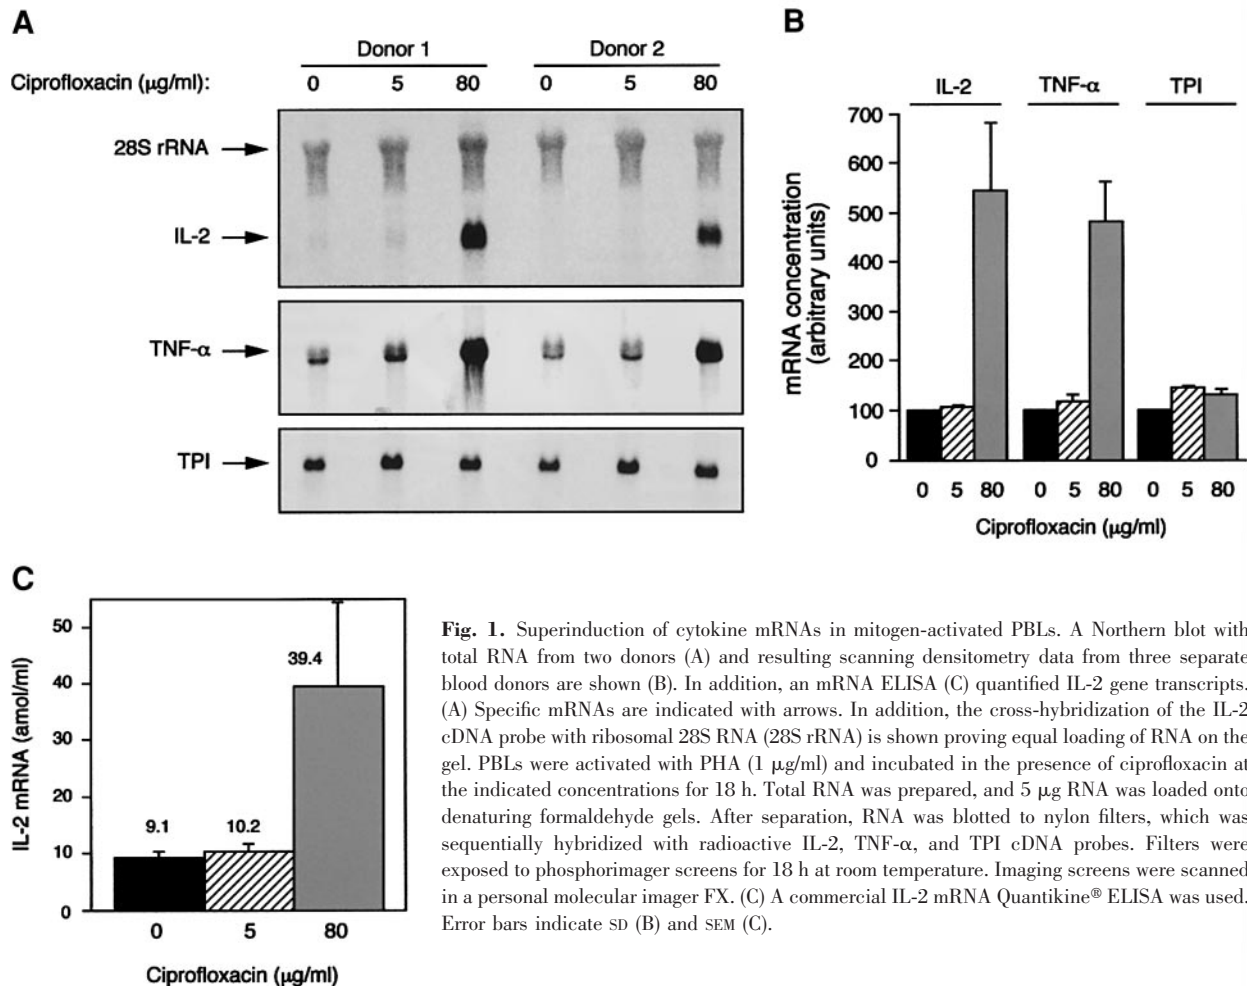 A
Donor 1 Donor 2
Ciprofloxacin (μg/ml): 0 5 80 0 5 80
28S rRNA
IL-2
TNF-α
TPI
B
IL-2 TNF-α TPI
mRNA concentration
(arbitrary units)
700
600
500
400
300
200
100
0
0 5 80 0 5 80 0 5 80
Ciprofloxacin (μg/ml)
C
IL-2 mRNA (amol/ml)
50
40
30
20
10
0
9.1 10.2 39.4
0 5 80
Ciprofloxacin (μg/ml)
Fig. 1. Superinduction of cytokine mRNAs in mitogen-activated PBLs. A Northern blot with
total RNA from two donors (A) and resulting scanning densitometry data from three separate
blood donors are shown (B). In addition, an mRNA ELISA (C) quantified IL-2 gene transcripts.
(A) Specific mRNAs are indicated with arrows. In addition, the cross-hybridization of the IL-2
cDNA probe with ribosomal 28S RNA (28S rRNA) is shown proving equal loading of RNA on the
gel. PBLs were activated with PHA (1 μg/ml) and incubated in the presence of ciprofloxacin at
the indicated concentrations for 18 h. Total RNA was prepared, and 5 μg RNA was loaded onto
denaturing formaldehyde gels. After separation, RNA was blotted to nylon filters, which was
sequentially hybridized with radioactive IL-2, TNF-α, and TPI cDNA probes. Filters were
exposed to phosphorimager screens for 18 h at room temperature. Imaging screens were scanned
in a personal molecular imager FX. (C) A commercial IL-2 mRNA Quantikine® ELISA was used.
Error bars indicate SD (B) and SEM (C).